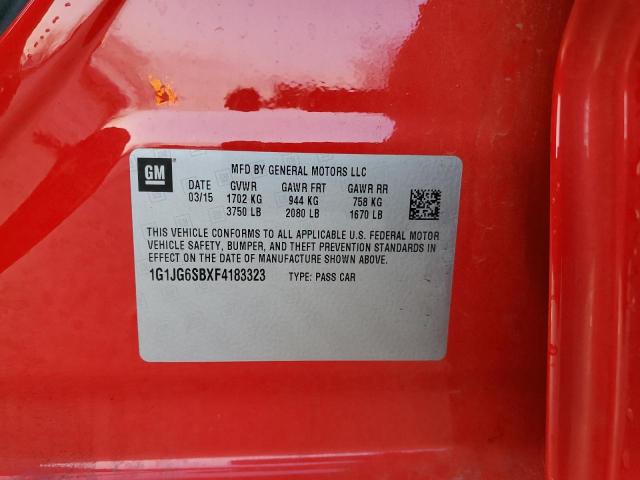 GM
MFD BY GENERAL MOTORS LLC
DATE GVWR GAWR FRT GAWR RR
03/15 1702 KG 944 KG 758 KG
3750 LB 2080 LB 1670 LB
THIS VEHICLE CONFORMS TO ALL APPLICABLE U.S. FEDERAL MOTOR
VEHICLE SAFETY, BUMPER, AND THEFT PREVENTION STANDARDS IN
EFFECT ON THE DATE OF MANUFACTURE SHOWN ABOVE.
1G1JG6SBXF4183323 TYPE: PASS CAR